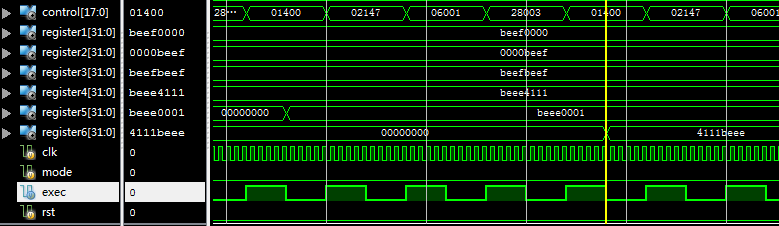 control[17:0] 01400 28... 01400 02147 06001 28003 01400 02147 06001
register1[31:0] beef0000 beef0000
register2[31:0] 0000beef 0000beef
register3[31:0] beefbeef beefbeef
register4[31:0] beee4111 beee4111
register5[31:0] beee0001 00000000 beee0001
register6[31:0] 4111beee 00000000 4111beee
clk 0
mode 0
exec 0
rst 0